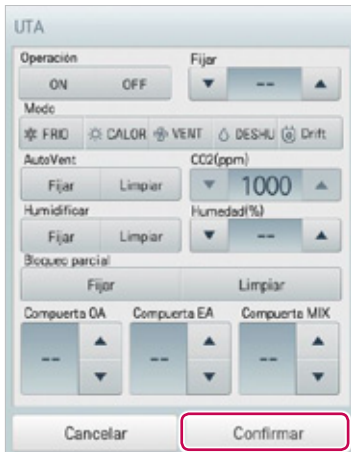 UTA
Operación Fijar
ON OFF ▼ -- ▲
Modo
FRIO CALOR VENT DESHU Drift
AutoVent CO2(ppm)
Fijar Limpiar ▼ 1000 ▲
Humidificar Humedad(%)
Fijar Limpiar ▼ -- ▲
Bloqueo parcial
Fijar Limpiar
Compuerta OA Compuerta EA Compuerta MIX
-- ▲ -- ▲ -- ▲
▼ ▼ ▼
Cancelar Confirmar